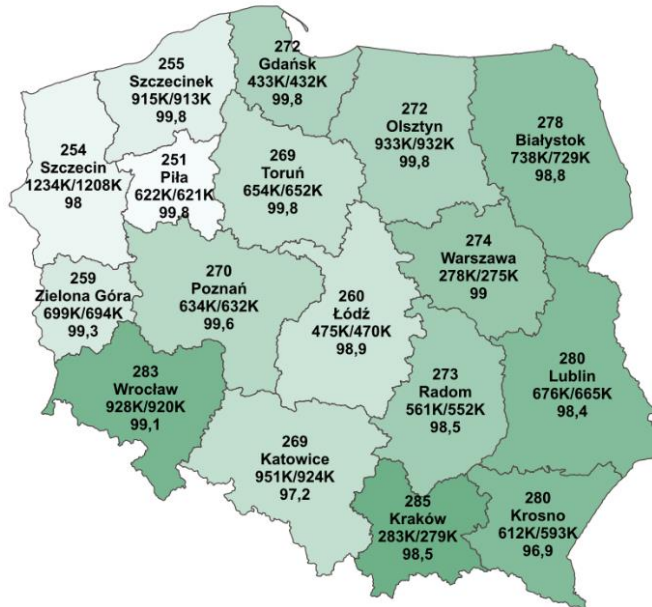 272
Gdańsk
433K/432K
99,8
255
Szczecinek
915K/913K
99,8
272
Olsztyn
933K/932K
99,8
278
Białystok
738K/729K
98,8
254
Szczecin
1234K/1208K
98
251
Piła
622K/621K
99,8
269
Toruń
654K/652K
99,8
274
Warszawa
278K/275K
99
259
Zielona Góra
699K/694K
99,3
270
Poznań
634K/632K
99,6
260
Łódź
475K/470K
98,9
283
Wrocław
928K/920K
99,1
273
Radom
561K/552K
98,5
280
Lublin
676K/665K
98,4
269
Katowice
951K/924K
97,2
285
Kraków
283K/279K
98,5
280
Krosno
612K/593K
96,9